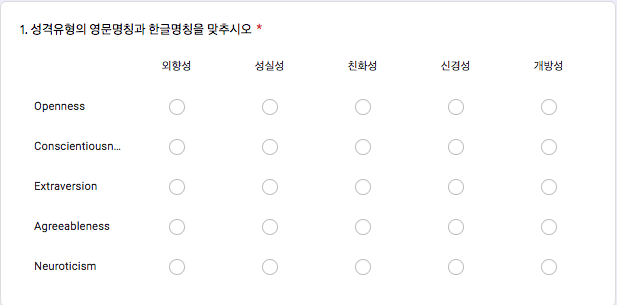 1. 성격유형의 영문명칭과 한글명칭을 맞추시오 *
외향성 성실성 친화성 신경성 개방성
Openness
Conscientiousn...
Extraversion
Agreeableness
Neuroticism